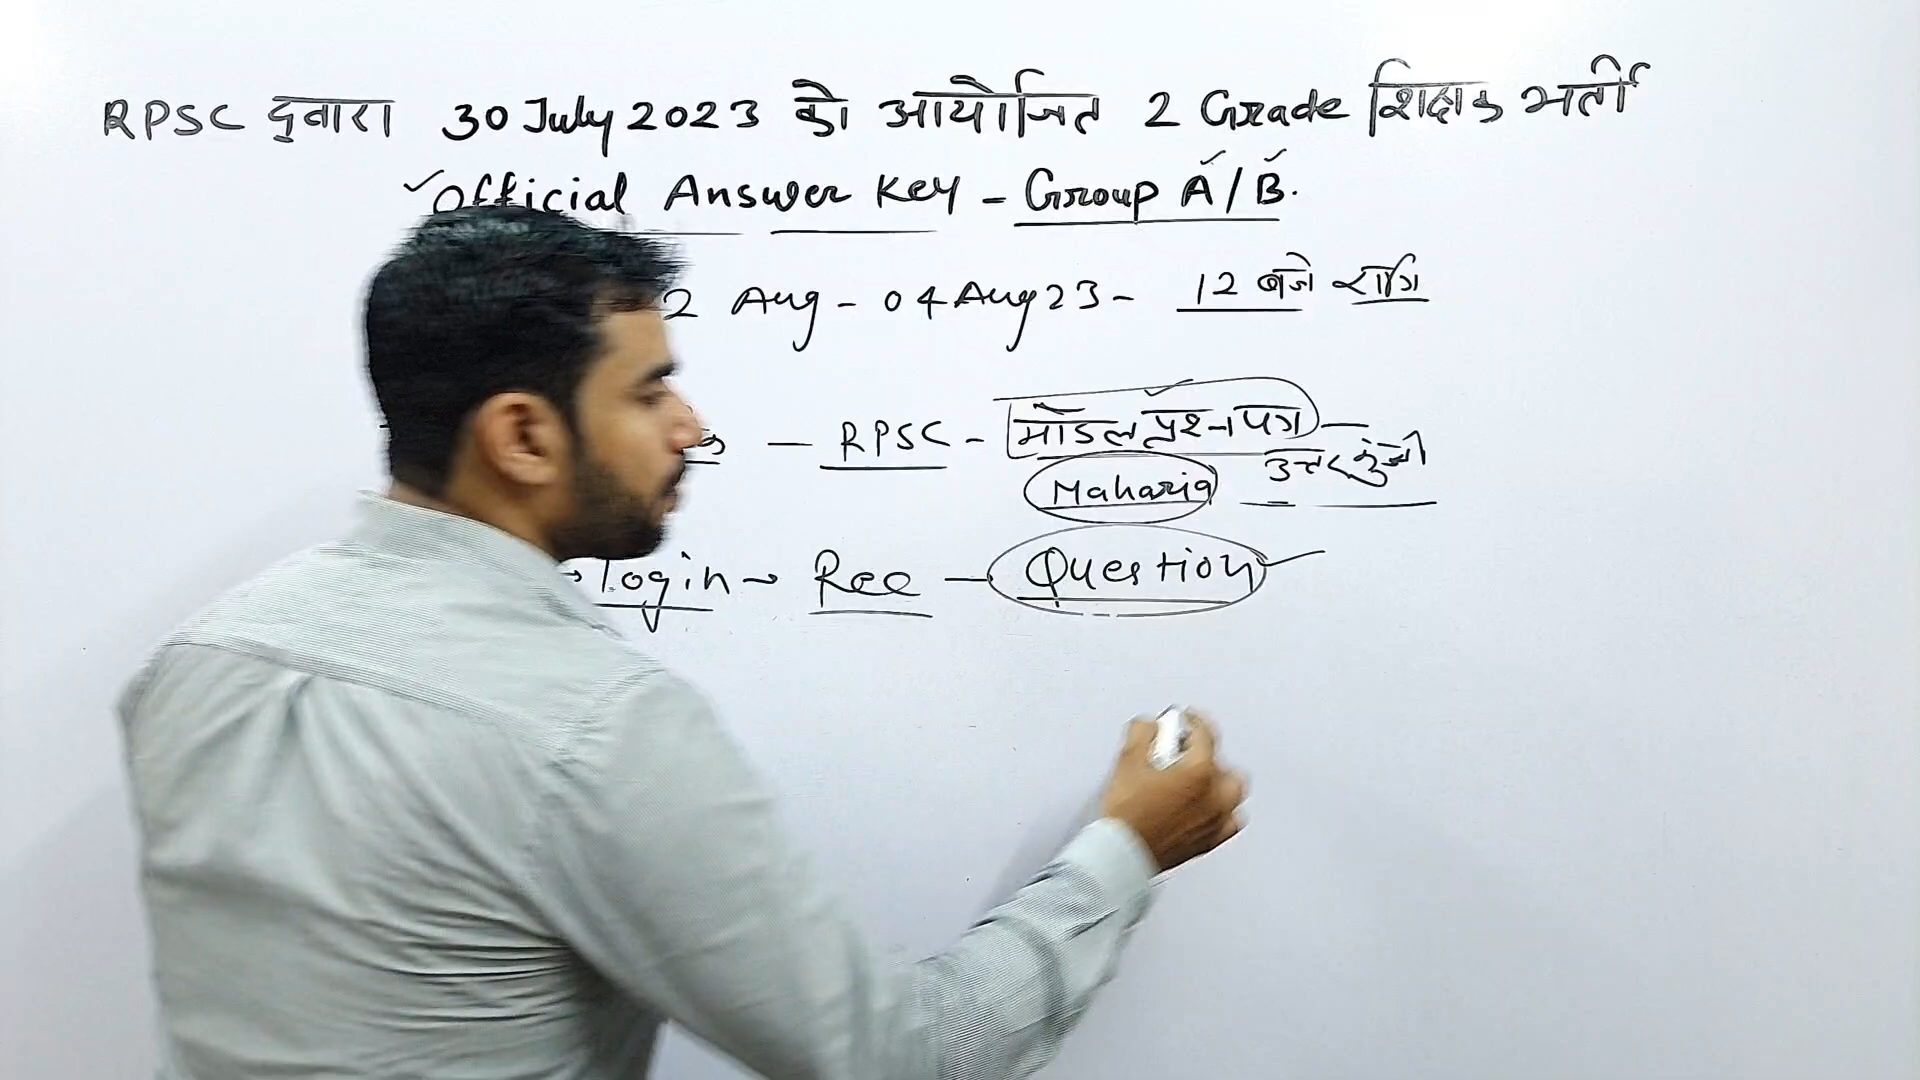 RPSC दुवारा 30 July 2023 को आयोजित 2 Grade शिक्षक भर्ती
Official Answer Key - Group A/B.
2 Aug - 04 Aug 23 - 12 बजे रात्रि
— RPSC - मॉडल प्रश्न पत्र —
Maharia उत्तर कुंजी
→ Login → Ree — Question